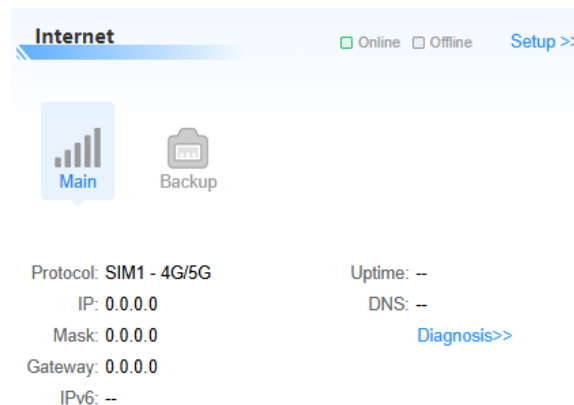 Internet
Online Offline Setup >>
Main Backup
Protocol: SIM1 - 4G/5G Uptime: --
IP: 0.0.0.0 DNS: --
Mask: 0.0.0.0 Diagnosis>>
Gateway: 0.0.0.0
IPv6: --